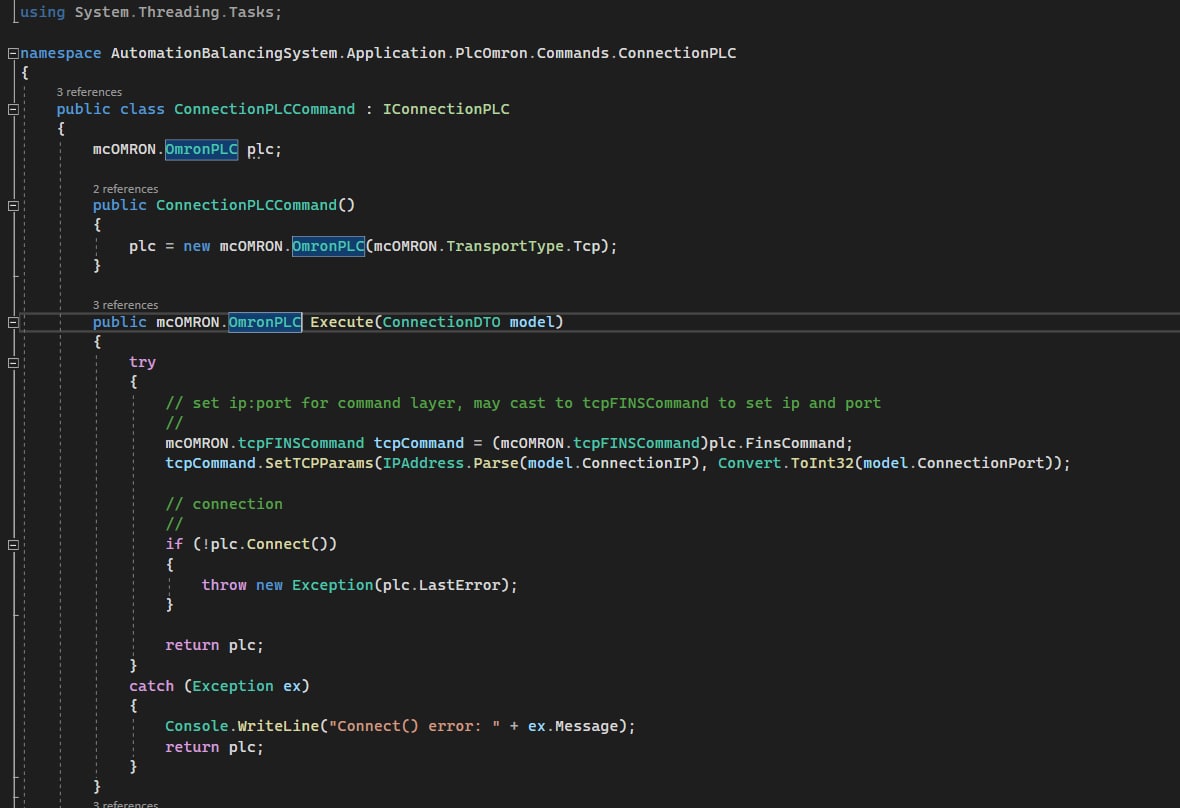 using System.Threading.Tasks;
namespace AutomationBalancingSystem.Application.PlcOmron.Commands.ConnectionPLC
{
3 references
public class ConnectionPLCCommand : IConnectionPLC
{
mcOMRON.OmronPLC plc;
2 references
public ConnectionPLCCommand()
{
plc = new mcOMRON.OmronPLC(mcOMRON.TransportType.Tcp);
}
3 references
public mcOMRON.OmronPLC Execute(ConnectionDTO model)
{
try
{
// set ip:port for command layer, may cast to tcpFINSCommand to set ip and port
//
mcOMRON.tcpFINSCommand tcpCommand = (mcOMRON.tcpFINSCommand)plc.FinsCommand;
tcpCommand.SetTCPParams(IPAddress.Parse(model.ConnectionIP), Convert.ToInt32(model.ConnectionPort));
// connection
//
if (!plc.Connect())
{
throw new Exception(plc.LastError);
}
return plc;
}
catch (Exception ex)
{
Console.WriteLine("Connect() error: " + ex.Message);
return plc;
}
}
3 references